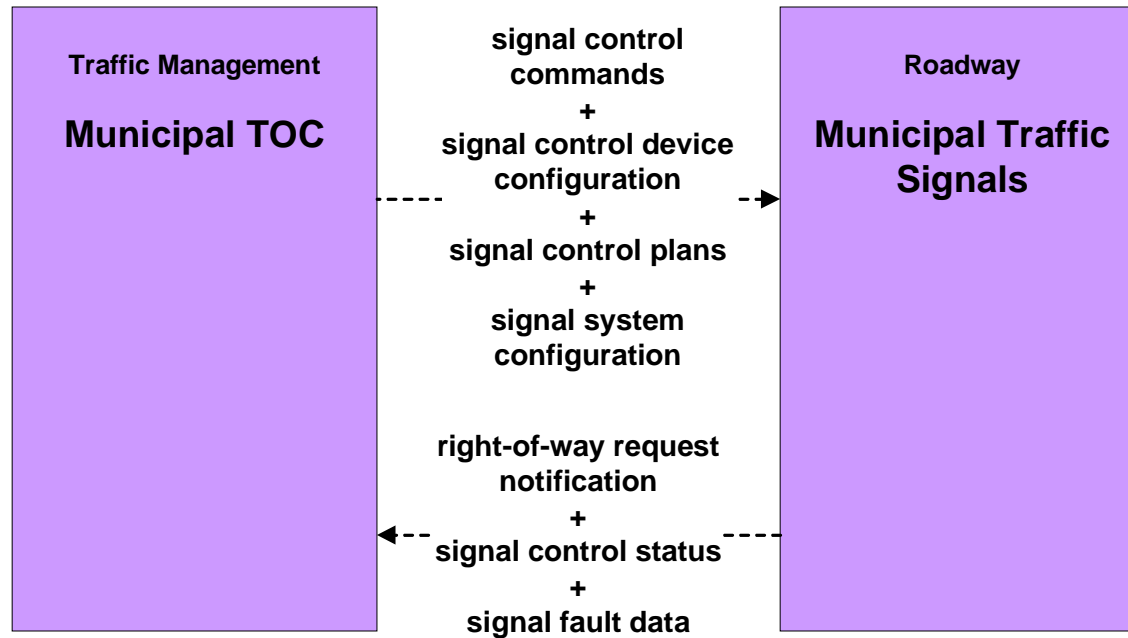 Traffic Management
Municipal TOC
signal control
commands
+
signal control device
configuration
+
signal control plans
+
signal system
configuration
right-of-way request
notification
+
signal control status
+
signal fault data
Roadway
Municipal Traffic
Signals